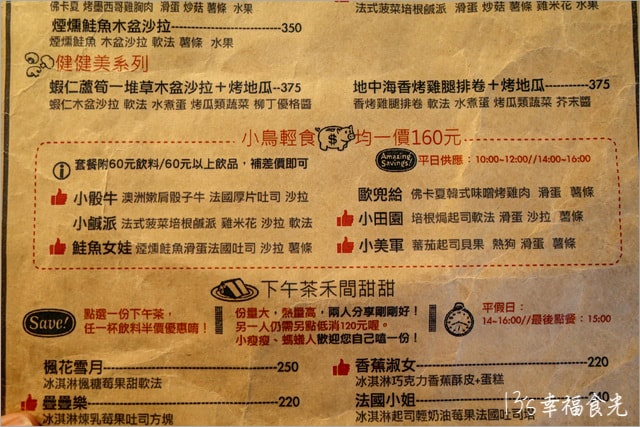 佛卡夏 烤墨西哥雞胸肉 滑蛋 炒菇 薯條 水果
法式菠菜培根鹹派 滑蛋 炒菇 薯條 水果
煙燻鮭魚木盆沙拉 350
煙燻鮭魚 木盆沙拉 軟法 薯條 水果
健健美系列
蝦仁蘆筍一堆草木盆沙拉+烤地瓜--375
蝦仁木盆沙拉 軟法 水煮蛋 烤瓜類蔬菜 柳丁優格醬
地中海香烤雞腿排卷+烤地瓜 375
香烤雞腿排卷 軟法 水煮蛋 烤瓜類蔬菜 芥末醬
小鳥輕食 $ 均一價160元
i 套餐附60元飲料/60元以上飲品,補差價即可
Amazing Savings! 平日供應:10:00~12:00//14:00~16:00
小骰牛 澳洲嫩肩骰子牛 法國厚片吐司 沙拉
歐兜給 佛卡夏韓式味噌烤雞肉 滑蛋 薯條
小鹹派 法式菠菜培根鹹派 雞米花 沙拉 軟法
小田園 培根焗起司軟法 滑蛋 沙拉 薯條
鮭魚女娃 煙燻鮭魚滑蛋法國吐司 沙拉 薯條
小美軍 蕃茄起司貝果 熱狗 滑蛋 薯條
下午茶禾間甜甜
Save!
點選一份下午茶,
任一杯飲料半價優惠唷!
份量大,熱量高,兩人分享剛剛好!
另一人仍需另點低消120元喔。
小瘦瘦、螞蟻人歡迎您自己嗑一份!
平假日:
14~16:00//最後點餐:15:00
楓花雪月 250
冰淇淋楓糖莓果甜軟法
香蕉淑女 220
冰淇淋巧克力香蕉酥皮+蛋糕
疊疊樂 220
冰淇淋煉乳莓果吐司方塊
法國小姐 240
冰淇淋起司輕奶油莓果法國吐司塔
13c幸福食光